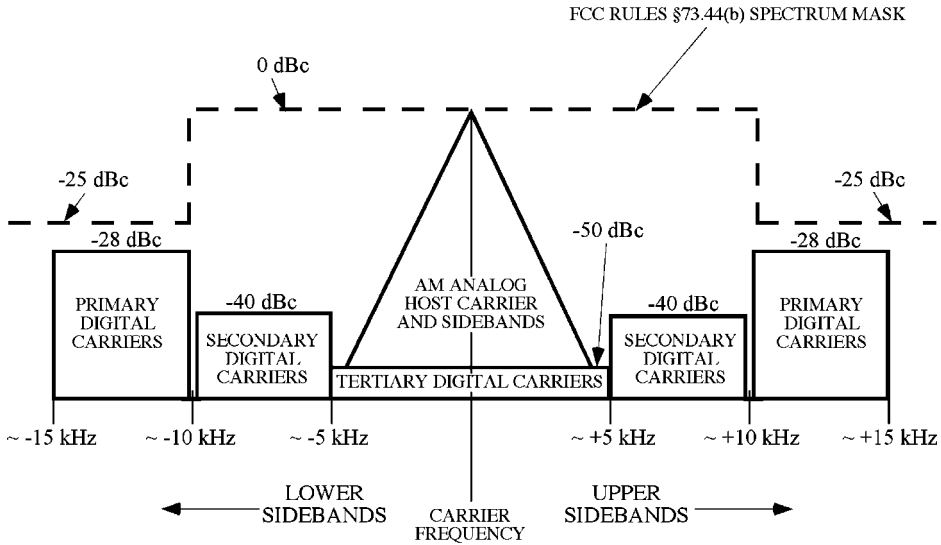 FCC RULES §73.44(b) SPECTRUM MASK
0 dBc
-25 dBc
-25 dBc
-28 dBc
-50 dBc
-28 dBc
PRIMARY
DIGITAL
CARRIERS
-40 dBc
SECONDARY
DIGITAL
CARRIERS
AM ANALOG
HOST CARRIER
AND SIDEBANDS
TERTIARY DIGITAL CARRIERS
-40 dBc
SECONDARY
DIGITAL
CARRIERS
PRIMARY
DIGITAL
CARRIERS
~ -15 kHz
~ -10 kHz
~ -5 kHz
~ +5 kHz
~ +10 kHz
~ +15 kHz
LOWER
SIDEBANDS
CARRIER
FREQUENCY
UPPER
SIDEBANDS